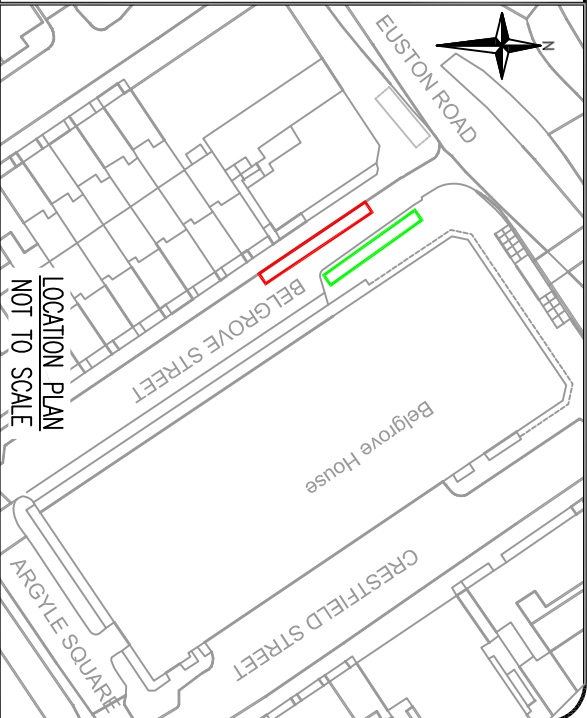 N
EUSTON ROAD
BELGROVE STREET
Belgrove House
CRESTFIELD STREET
ARGYLE SQUARE
LOCATION PLAN
NOT TO SCALE